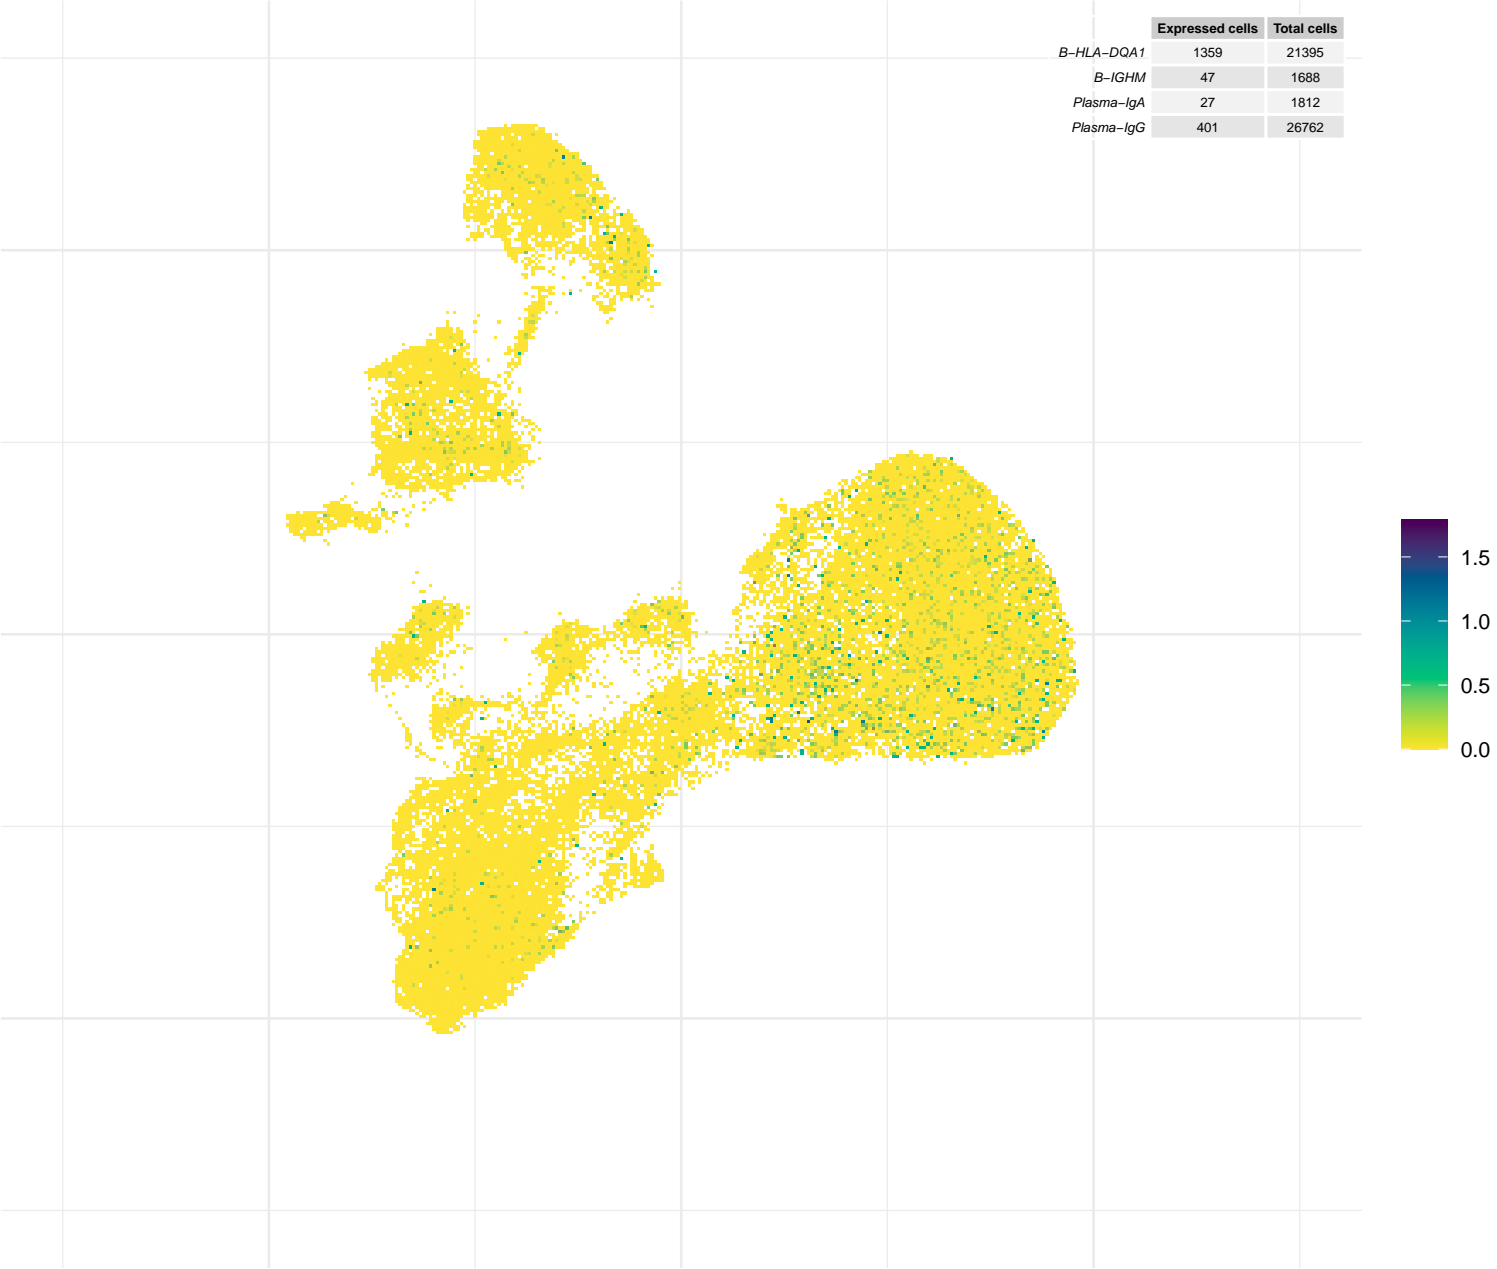 Expressed cells Total cells
B−HLA−DQA1 1359 21395
B−IGHM 47 1688
Plasma−IgA 27 1812
Plasma−IgG 401 26762
1.5
1.0
0.5
0.0